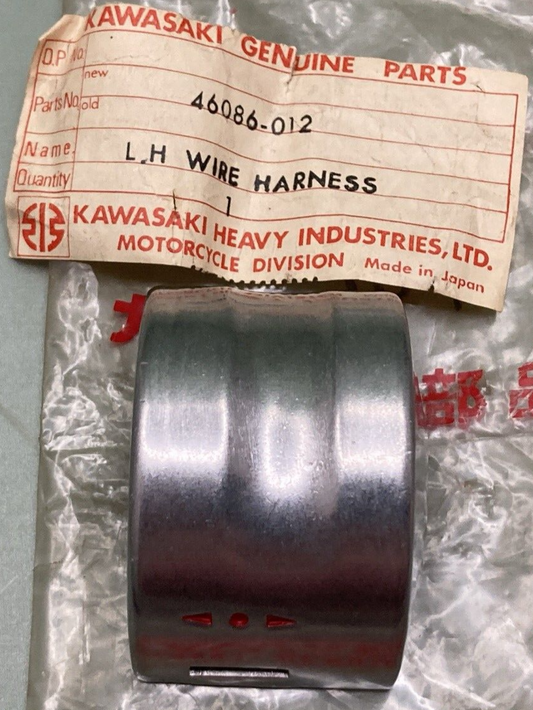 KAWASAKI GENUINE PARTS
O.P No.
new
Parts No. old 46086-012
Name. L.H WIRE HARNESS
Quantity 1
KAWASAKI HEAVY INDUSTRIES, LTD.
MOTORCYCLE DIVISION Made in Japan
部